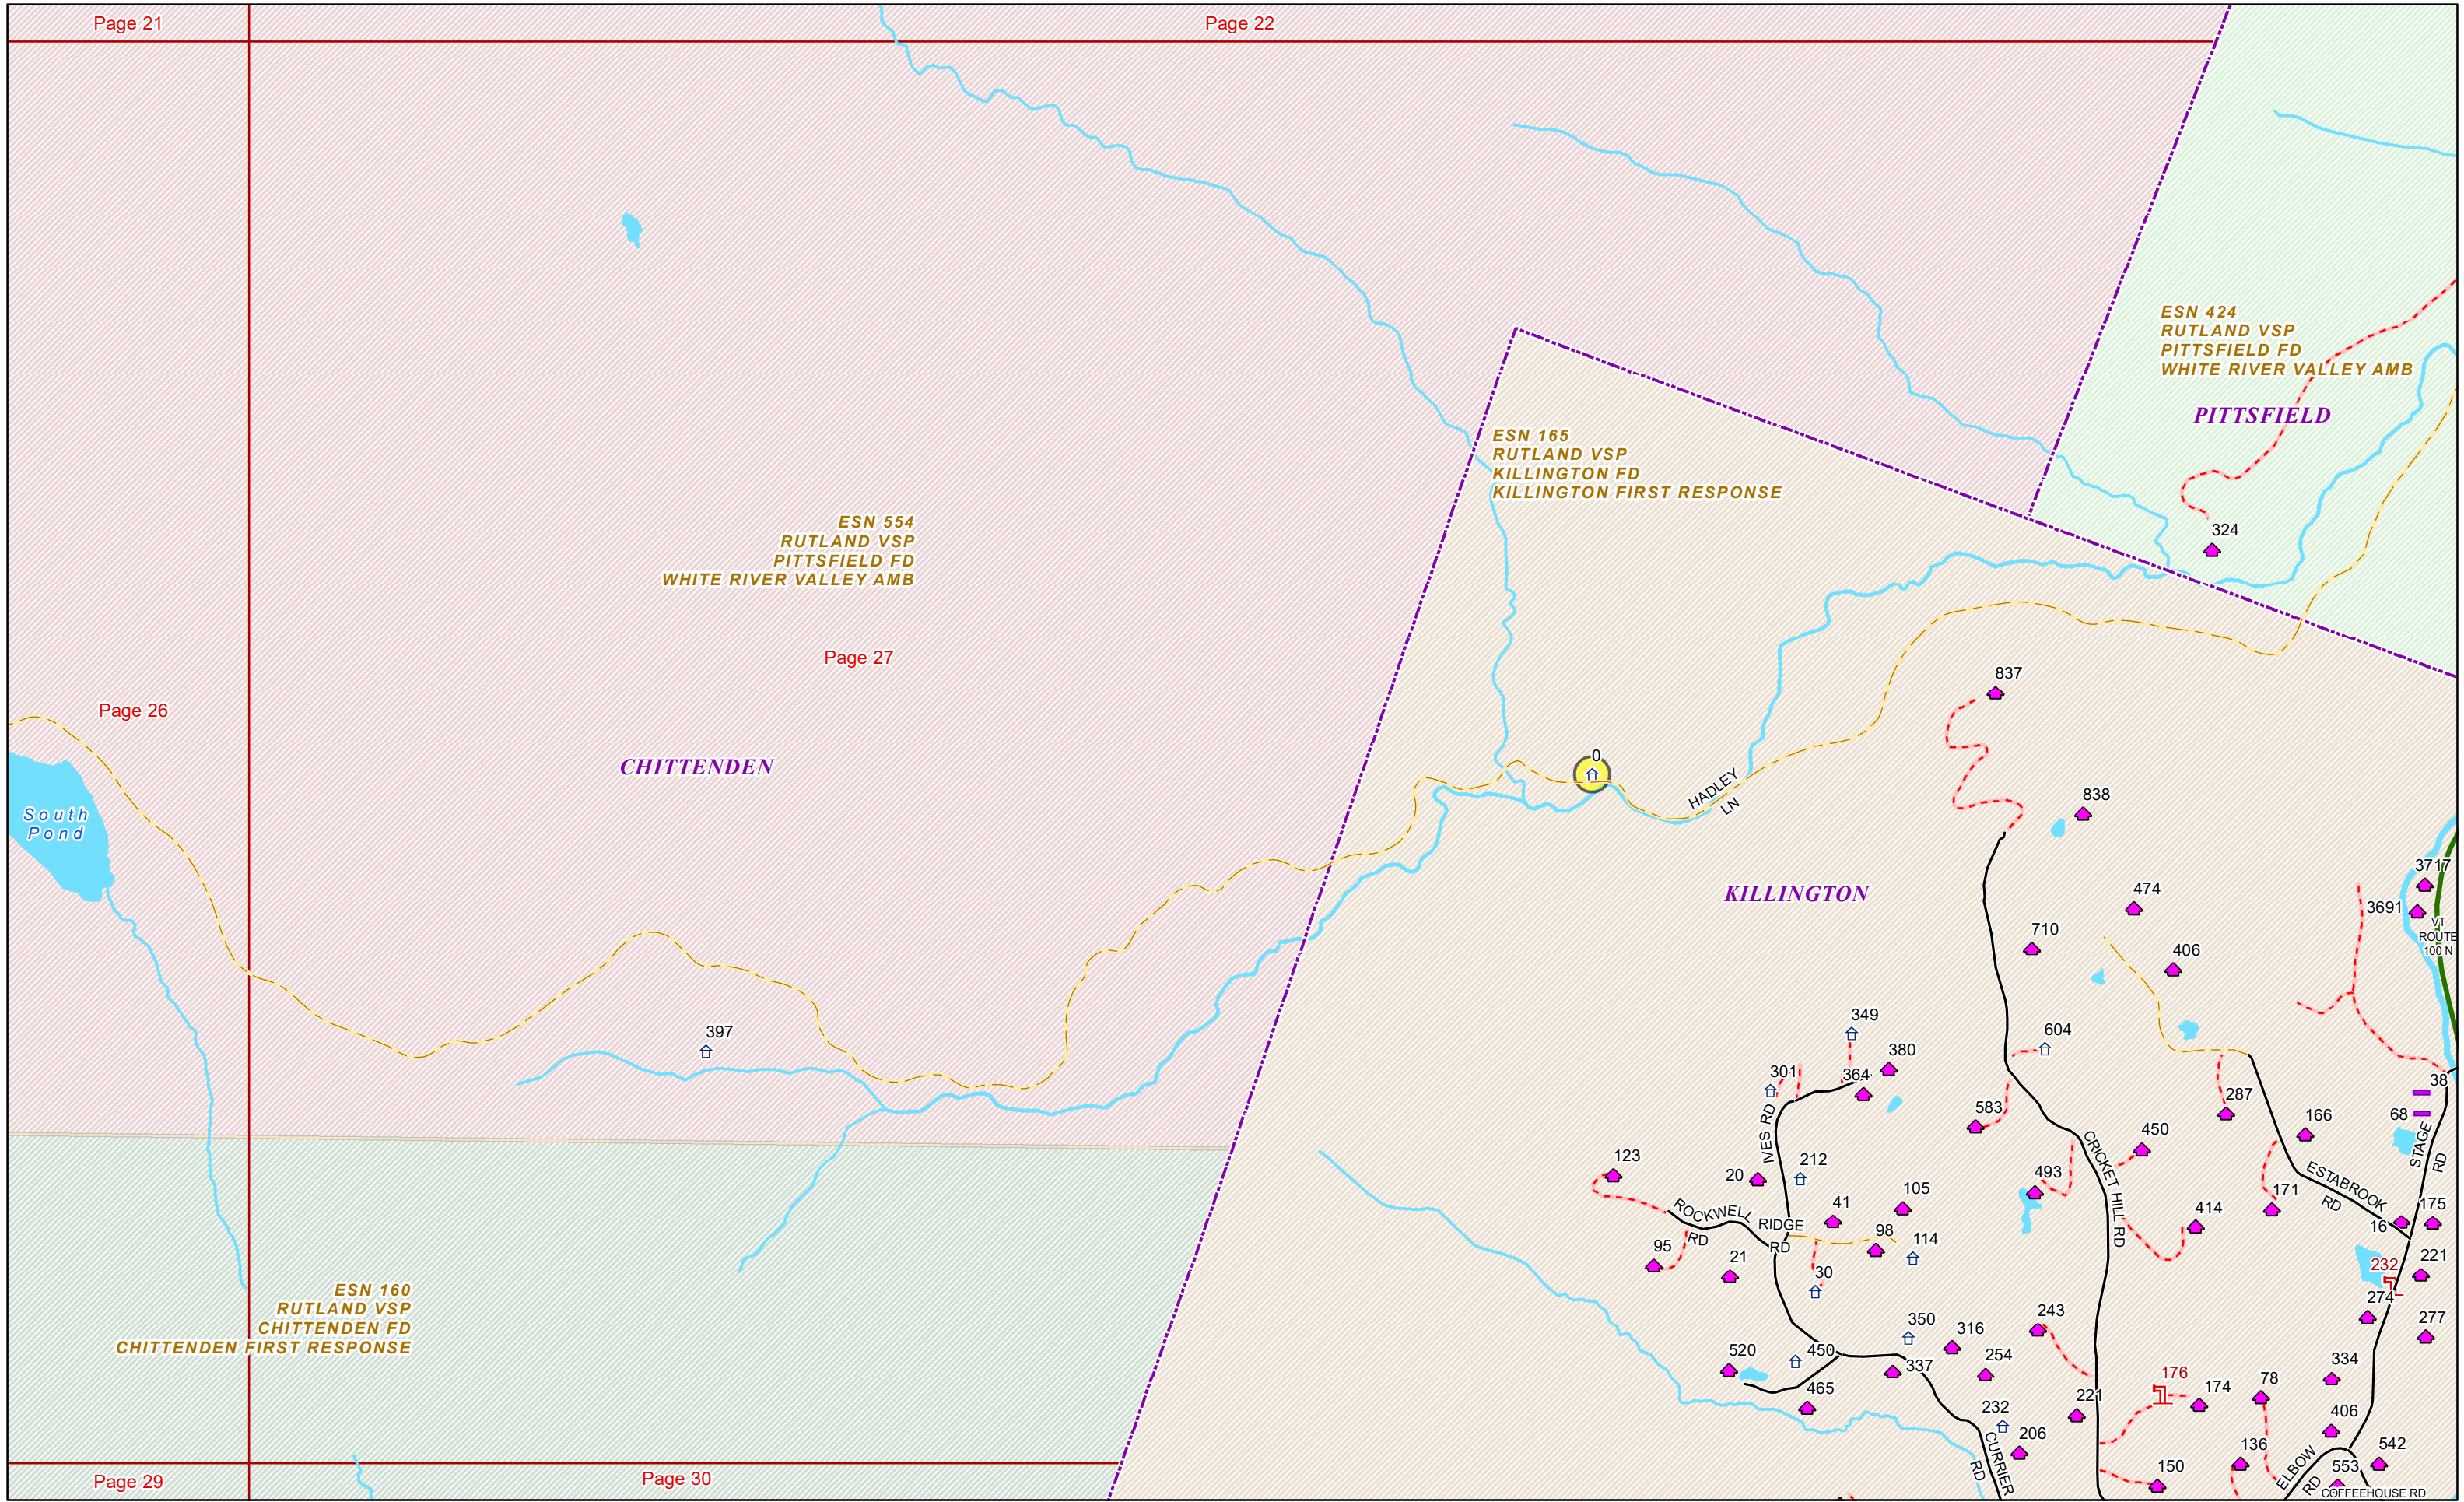 Page 21
Page 22
ESN 424
RUTLAND VSP
PITTSFIELD FD
WHITE RIVER VALLEY AMB
PITTSFIELD
ESN 165
RUTLAND VSP
KILLINGTON FD
KILLINGTON FIRST RESPONSE
ESN 554
RUTLAND VSP
PITTSFIELD FD
WHITE RIVER VALLEY AMB
324
Page 27
837
Page 26
0
CHITTENDEN
HADLEY
LN
838
South
Pond
3717
KILLINGTON
474
3691
VT
ROUTE
100 N
710
406
349
397
604
380
301
364
38
287
583
68
166
IVES RD
CRICKET HILL RD
450
STAGE
RD
123
20
212
493
ESTABROOK
RD
171
105
41
ROCKWELL
RD
RIDGE
RD
414
16
175
98
114
95
21
221
232
30
ESN 160
RUTLAND VSP
CHITTENDEN FD
CHITTENDEN FIRST RESPONSE
274
243
277
350
316
520
450
254
334
337
176
78
465
174
221
232
406
206
CURRIER
RD
136
542
ELBOW
RD
150
553
Page 29
Page 30
COFFEEHOUSE RD